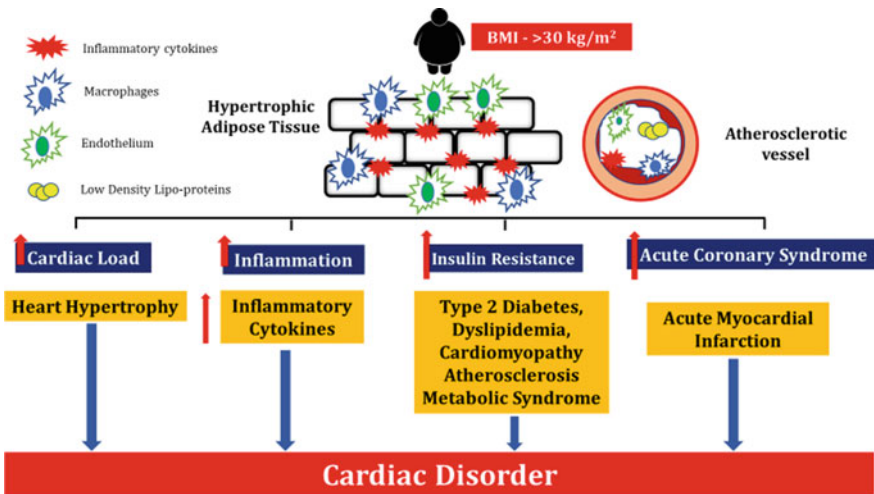 BMI - >30 kg/m²
Inflammatory cytokines
Macrophages
Endothelium
Low Density Lipo-proteins
Hypertrophic
Adipose Tissue
Atherosclerotic
vessel
Cardiac Load
Inflammation
Insulin Resistance
Acute Coronary Syndrome
Heart Hypertrophy
Inflammatory
Cytokines
Type 2 Diabetes,
Dyslipidemia,
Cardiomyopathy
Atherosclerosis
Metabolic Syndrome
Acute Myocardial
Infarction
Cardiac Disorder